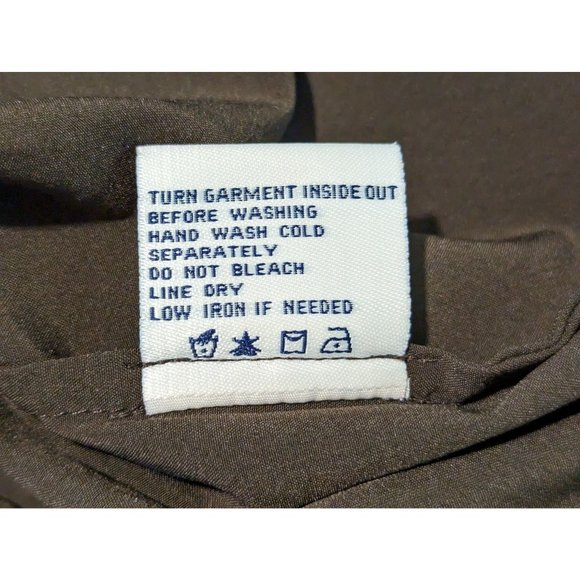 TURN GARMENT INSIDE OUT
BEFORE WASHING
HAND WASH COLD
SEPARATELY
DO NOT BLEACH
LINE DRY
LOW IRON IF NEEDED